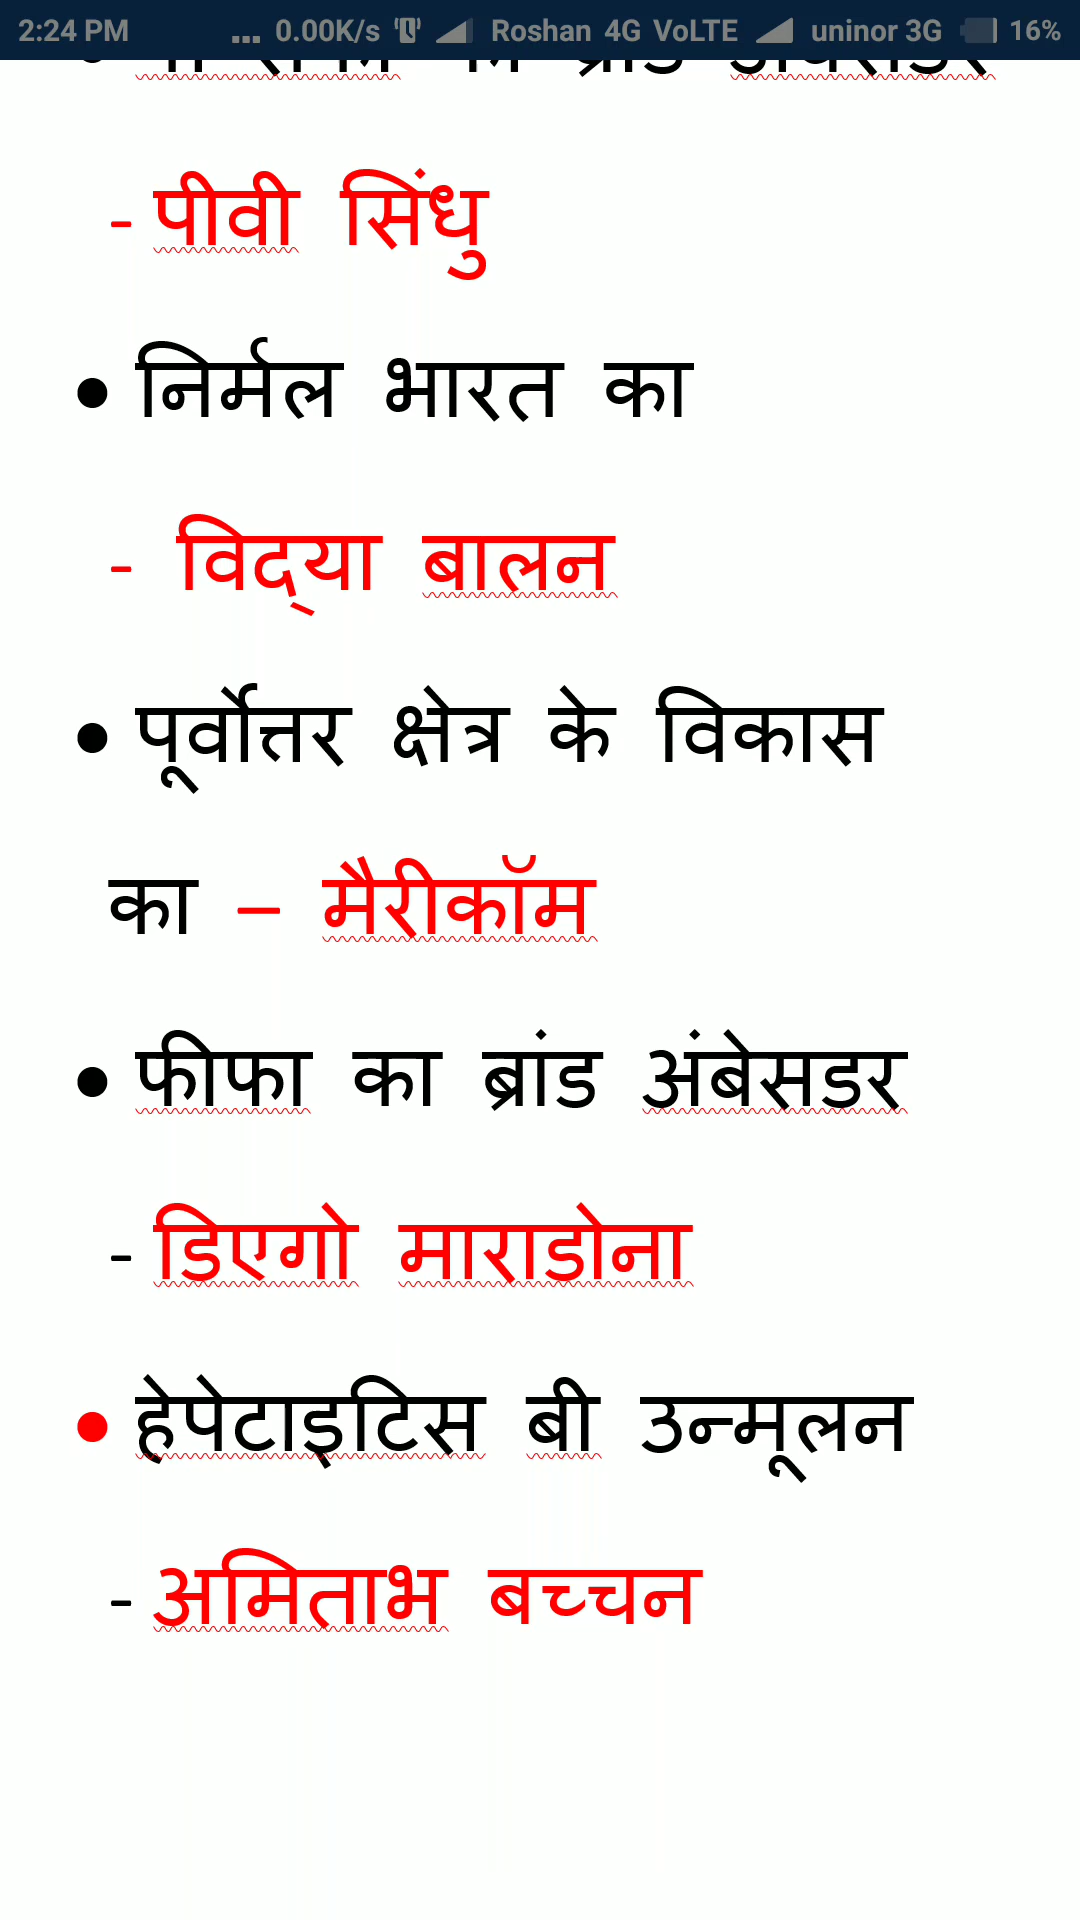 2:24 PM ... 0.00K/s Roshan 4G VoLTE uninor 3G 16%
- पीवी सिंधु
• निर्मल भारत का
- विद्‌या बालन
• पूर्वोत्तर क्षेत्र के विकास
का – मैरीकॉम
• फीफा का ब्रांड अंबेसडर
- डिएगो माराडोना
• हेपेटाइटिस बी उन्मूलन
- अमिताभ बच्चन